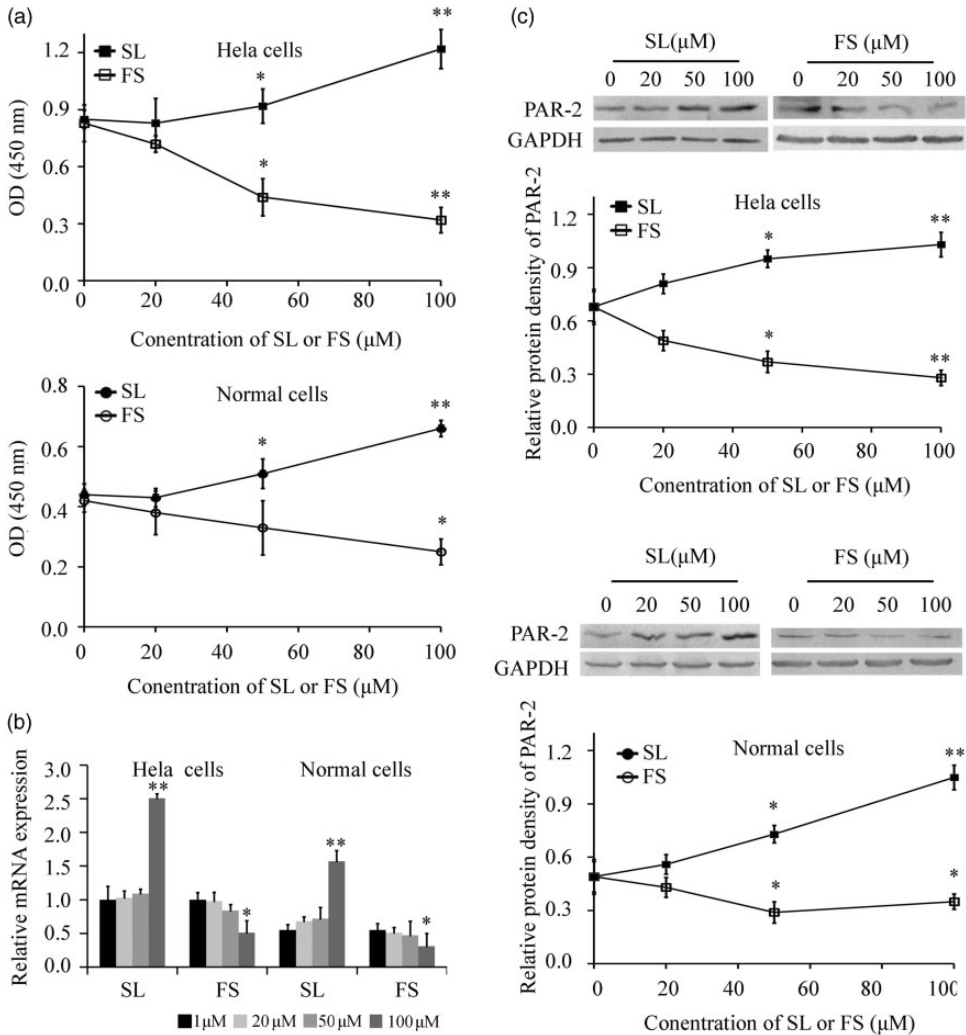 (a)
1.2
0.9
0.6
0.3
0.0
OD (450 nm)
SL
FS
Hela cells
*
**
*
**
0 20 40 60 80 100
Conentration of SL or FS (μM)
0.8
0.6
0.4
0.2
0.0
OD (450 nm)
SL
FS
Normal cells
*
**
*
0 20 40 60 80 100
Conentration of SL or FS (μM)
(b)
Relative mRNA expression
3.0
2.5
2.0
1.5
1.0
0.5
0
Hela cells Normal cells
**
*
**
*
SL FS SL FS
1μM 20 μM 50 μM 100 μM
(c)
SL(μM) FS (μM)
0 20 50 100 0 20 50 100
PAR-2
GAPDH
Relative protein density of PAR-2
1.2
0.9
0.6
0.3
0.0
SL
FS
Hela cells
*
**
*
**
0 20 40 60 80 100
Conentration of SL or FS (μM)
SL(μM) FS (μM)
0 20 50 100 0 20 50 100
PAR-2
GAPDH
Relative protein density of PAR-2
1.2
0.9
0.6
0.3
0.0
SL
FS
Normal cells
*
**
*
*
0 20 40 60 80 100
Conentration of SL or FS (μM)